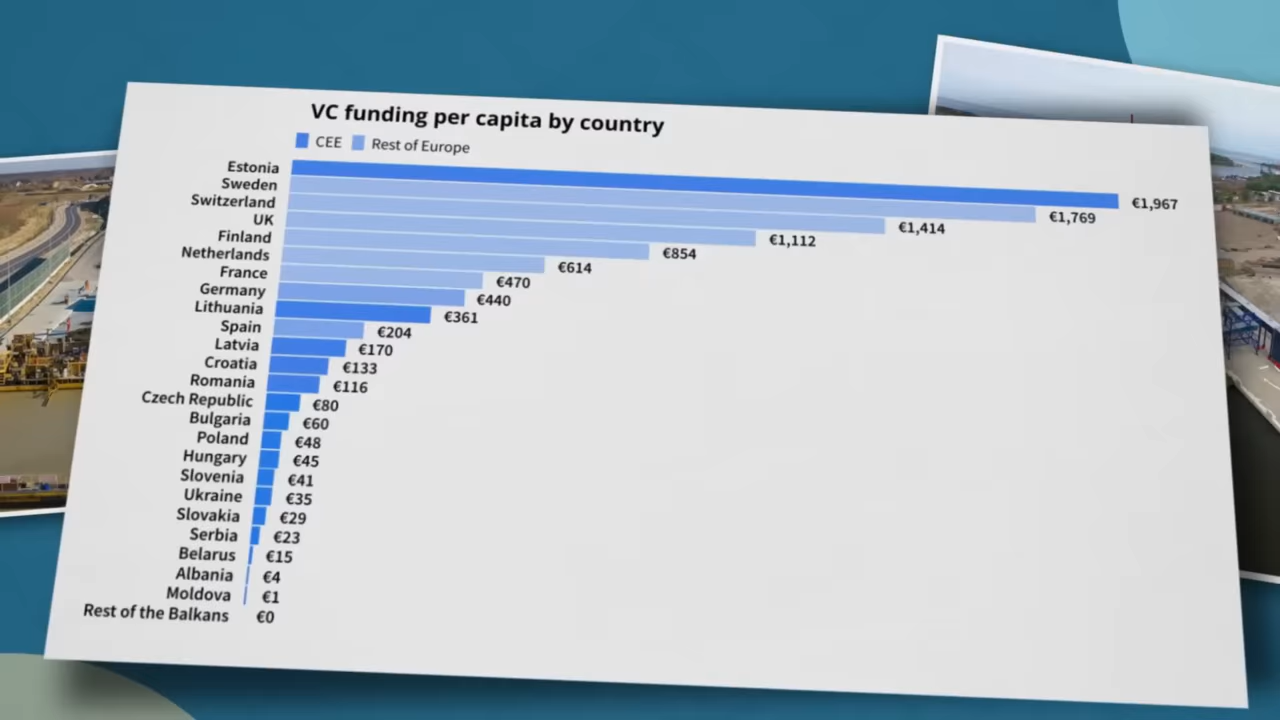 VC funding per capita by country
CEE Rest of Europe
Estonia €1,967
Sweden €1,769
Switzerland €1,414
UK €1,112
Finland €854
Netherlands €614
France €470
Germany €440
Lithuania €361
Spain €204
Latvia €170
Croatia €133
Romania €116
Czech Republic €80
Bulgaria €60
Poland €48
Hungary €45
Slovenia €41
Ukraine €35
Slovakia €29
Serbia €23
Belarus €15
Albania €4
Moldova €1
Rest of the Balkans €0